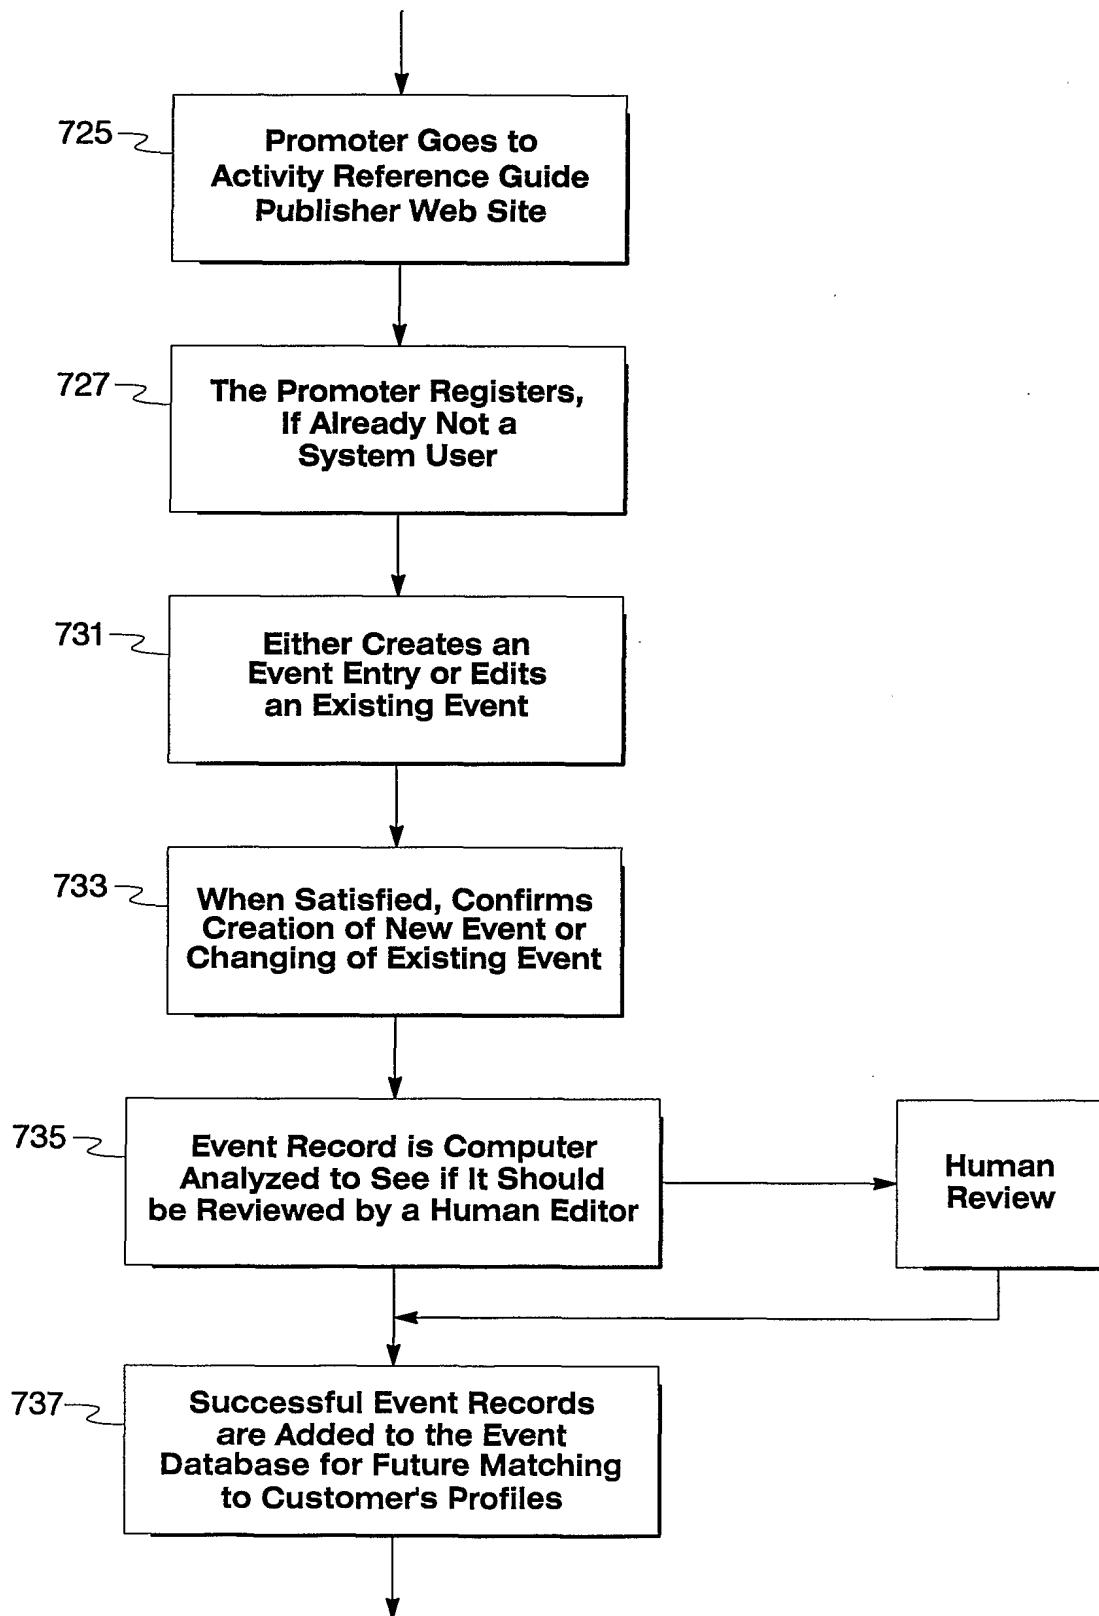 725
Promoter Goes to
Activity Reference Guide
Publisher Web Site
727
The Promoter Registers,
If Already Not a
System User
731
Either Creates an
Event Entry or Edits
an Existing Event
733
When Satisfied, Confirms
Creation of New Event or
Changing of Existing Event
735
Event Record is Computer
Analyzed to See if It Should
be Reviewed by a Human Editor
Human
Review
737
Successful Event Records
are Added to the Event
Database for Future Matching
to Customer's Profiles